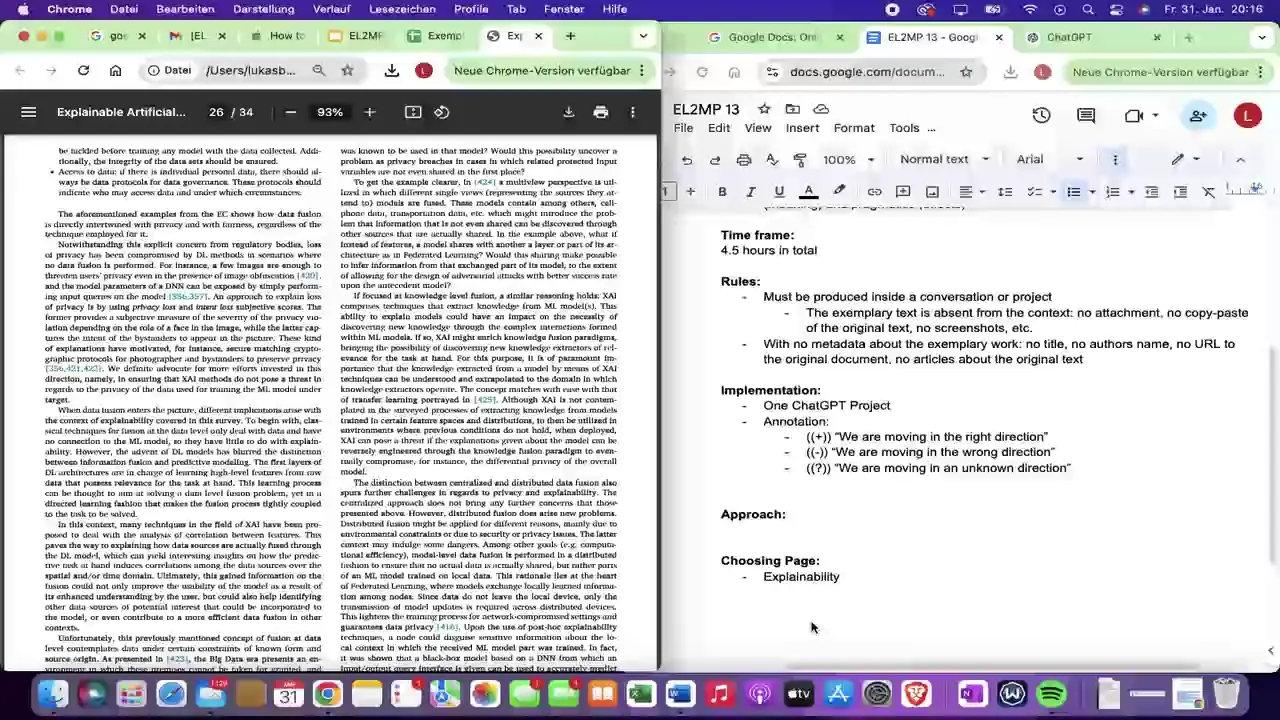 Chrome Datei Bearbeiten Darstellung Verlauf Lesezeichen Profile Tab Fenster Hilfe Fr. 31. Jan. 20:16
goe [EL How to EL2MP Exempl Exp
Datei /Users/lukasb... Neue Chrome-Version verfügbar
Explainable Artificial... 26 / 34 93%
be tackled before training any model with the data collected. Addi-
tionally, the integrity of the data sets should be ensured.
• Access to data: if there is individual personal data, there should al-
ways be data protocols for data governance. These protocols should
indicate who may access data and under which circumstances.
The aforementioned examples from the EC shows how data fusion
is directly intertwined with privacy and with fairness, regardless of the
technique employed for it.
Notwithstanding this explicit concern from regulatory bodies, loss
of privacy has been compromised by DL methods in scenarios where
no data fusion is performed. For instance, a few images are enough to
threaten users' privacy even in the presence of image obfuscation [420],
and the model parameters of a DNN can be exposed by simply perform-
ing input queries on the model [356,357]. An approach to explain loss
of privacy is by using privacy loss and intent loss subjective scores. The
former provides a subjective measure of the severity of the privacy vio-
lation depending on the role of a face in the image, while the latter cap-
tures the intent of the bystanders to appear in the picture. These kind
of explanations have motivated, for instance, secure matching crypto-
graphic protocols for photographer and bystanders to preserve privacy
[356,421,422]. We definite advocate for more efforts invested in this
direction, namely, in ensuring that XAI methods do not pose a threat in
regards to the privacy of the data used for training the ML model under
target.
When data fusion enters the picture, different implications arise with
the context of explainability covered in this survey. To begin with, clas-
sical techniques for fusion at the data level only deal with data and have
no connection to the ML model, so they have little to do with explain-
ability. However, the advent of DL models has blurred the distinction
between information fusion and predictive modeling. The first layers of
DL architectures are in charge of learning high-level features from raw
data that possess relevance for the task at hand. This learning process
can be thought to aim at solving a data level fusion problem, yet in a
directed learning fashion that makes the fusion process tightly coupled
to the task to be solved.
In this context, many techniques in the field of XAI have been pro-
posed to deal with the analysis of correlation between features. This
paves the way to explaining how data sources are actually fused through
the DL model, which can yield interesting insights on how the predic-
tive task at hand induces correlations among the data sources over the
spatial and/or time domain. Ultimately, this gained information on the
fusion could not only improve the usability of the model as a result of
its enhanced understanding by the user, but could also help identifying
other data sources of potential interest that could be incorporated to
the model, or even contribute to a more efficient data fusion in other
contexts.
Unfortunately, this previously mentioned concept of fusion at data
level contemplates data under certain constraints of known form and
source origin. As presented in [423], the Big Data era presents an en-
vironment in which these premises cannot be taken for granted, and
was known to be used in that model? Would this possibility uncover a
problem as privacy breaches in cases in which related protected input
variables are not even shared in the first place?
To get the example clearer, in [424] a multiview perspective is uti-
lized in which different single views (representing the sources they at-
tend to) models are fused. These models contain among others, cell-
phone data, transportation data, etc. which might introduce the prob-
lem that information that is not even shared can be discovered through
other sources that are actually shared. In the example above, what if
instead of features, a model shares with another a layer or part of its ar-
chitecture as in Federated Learning? Would this sharing make possible
to infer information from that exchanged part of its model, to the extent
of allowing for the design of adversarial attacks with better success rate
upon the antecedent model?
If focused at knowledge level fusion, a similar reasoning holds: XAI
comprises techniques that extract knowledge from ML model(s). This
ability to explain models could have an impact on the necessity of
discovering new knowledge through the complex interactions formed
within ML models. If so, XAI might enrich knowledge fusion paradigms,
bringing the possibility of discovering new knowledge extractors of rel-
evance for the task at hand. For this purpose, it is of paramount im-
portance that the knowledge extracted from a model by means of XAI
techniques can be understood and extrapolated to the domain in which
knowledge extractors operate. The concept matches with ease with that
of transfer learning portrayed in [425]. Although XAI is not contem-
plated in the surveyed processes of extracting knowledge from models
trained in certain feature spaces and distributions, to then be utilized in
environments where previous conditions do not hold, when deployed,
XAI can pose a threat if the explanations given about the model can be
reversely engineered through the knowledge fusion paradigm to even-
tually compromise, for instance, the differential privacy of the overall
model.
The distinction between centralized and distributed data fusion also
spurs further challenges in regards to privacy and explainability. The
centralized approach does not bring any further concerns that those
presented above. However, distributed fusion does arise new problems.
Distributed fusion might be applied for different reasons, mainly due to
environmental constraints or due to security or privacy issues. The latter
context may indulge some dangers. Among other goals (e.g. computa-
tional efficiency), model-level data fusion is performed in a distributed
fashion to ensure that no actual data is actually shared, but rather parts
of an ML model trained on local data. This rationale lies at the heart
of Federated Learning, where models exchange locally learned informa-
tion among nodes. Since data do not leave the local device, only the
transmission of model updates is required across distributed devices.
This lightens the training process for network-compromised settings and
guarantees data privacy [416]. Upon the use of post-hoc explainability
techniques, a node could disguise sensitive information about the lo-
cal context in which the received ML model part was trained. In fact,
it was shown that a black-box model based on a DNN from which an
input/output query interface is given can be used to accurately predict
Google Docs: Onl EL2MP 13 - Googl ChatGPT
docs.google.com/docum... Neue Chrome-Version verfügbar
EL2MP 13
File Edit View Insert Format Tools ...
100% Normal text Arial
Time frame:
4.5 hours in total
Rules:
- Must be produced inside a conversation or project
- The exemplary text is absent from the context: no attachment, no copy-paste
of the original text, no screenshots, etc.
- With no metadata about the exemplary work: no title, no authors name, no URL to
the original document, no articles about the original text
Implementation:
- One ChatGPT Project
- Annotation:
- ((+)) "We are moving in the right direction"
- ((-)) "We are moving in the wrong direction"
- ((?)) "We are moving in an unknown direction"
Approach:
Choosing Page:
- Explainability